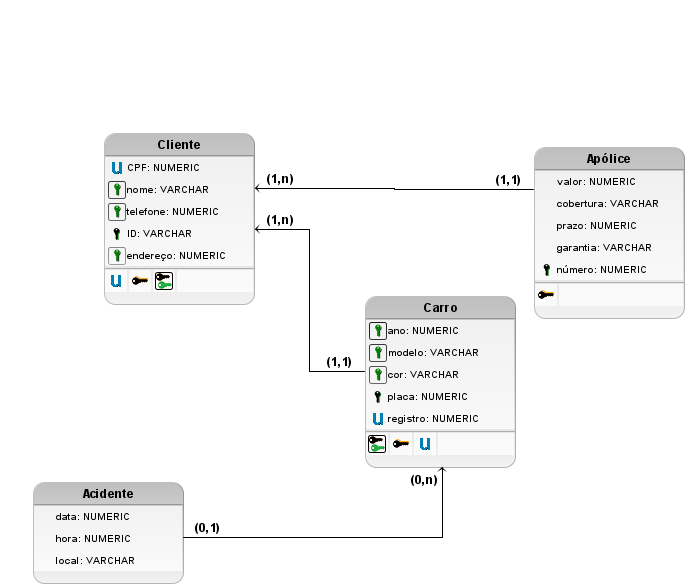 Cliente
CPF: NUMERIC
nome: VARCHAR
telefone: NUMERIC
ID: VARCHAR
endereço: NUMERIC
(1,n)
(1,n)
(1,1)
Apólice
valor: NUMERIC
cobertura: VARCHAR
prazo: NUMERIC
garantia: VARCHAR
número: NUMERIC
Carro
ano: NUMERIC
modelo: VARCHAR
cor: VARCHAR
placa: NUMERIC
registro: NUMERIC
(1,1)
(0,n)
Acidente
data: NUMERIC
hora: NUMERIC
local: VARCHAR
(0,1)